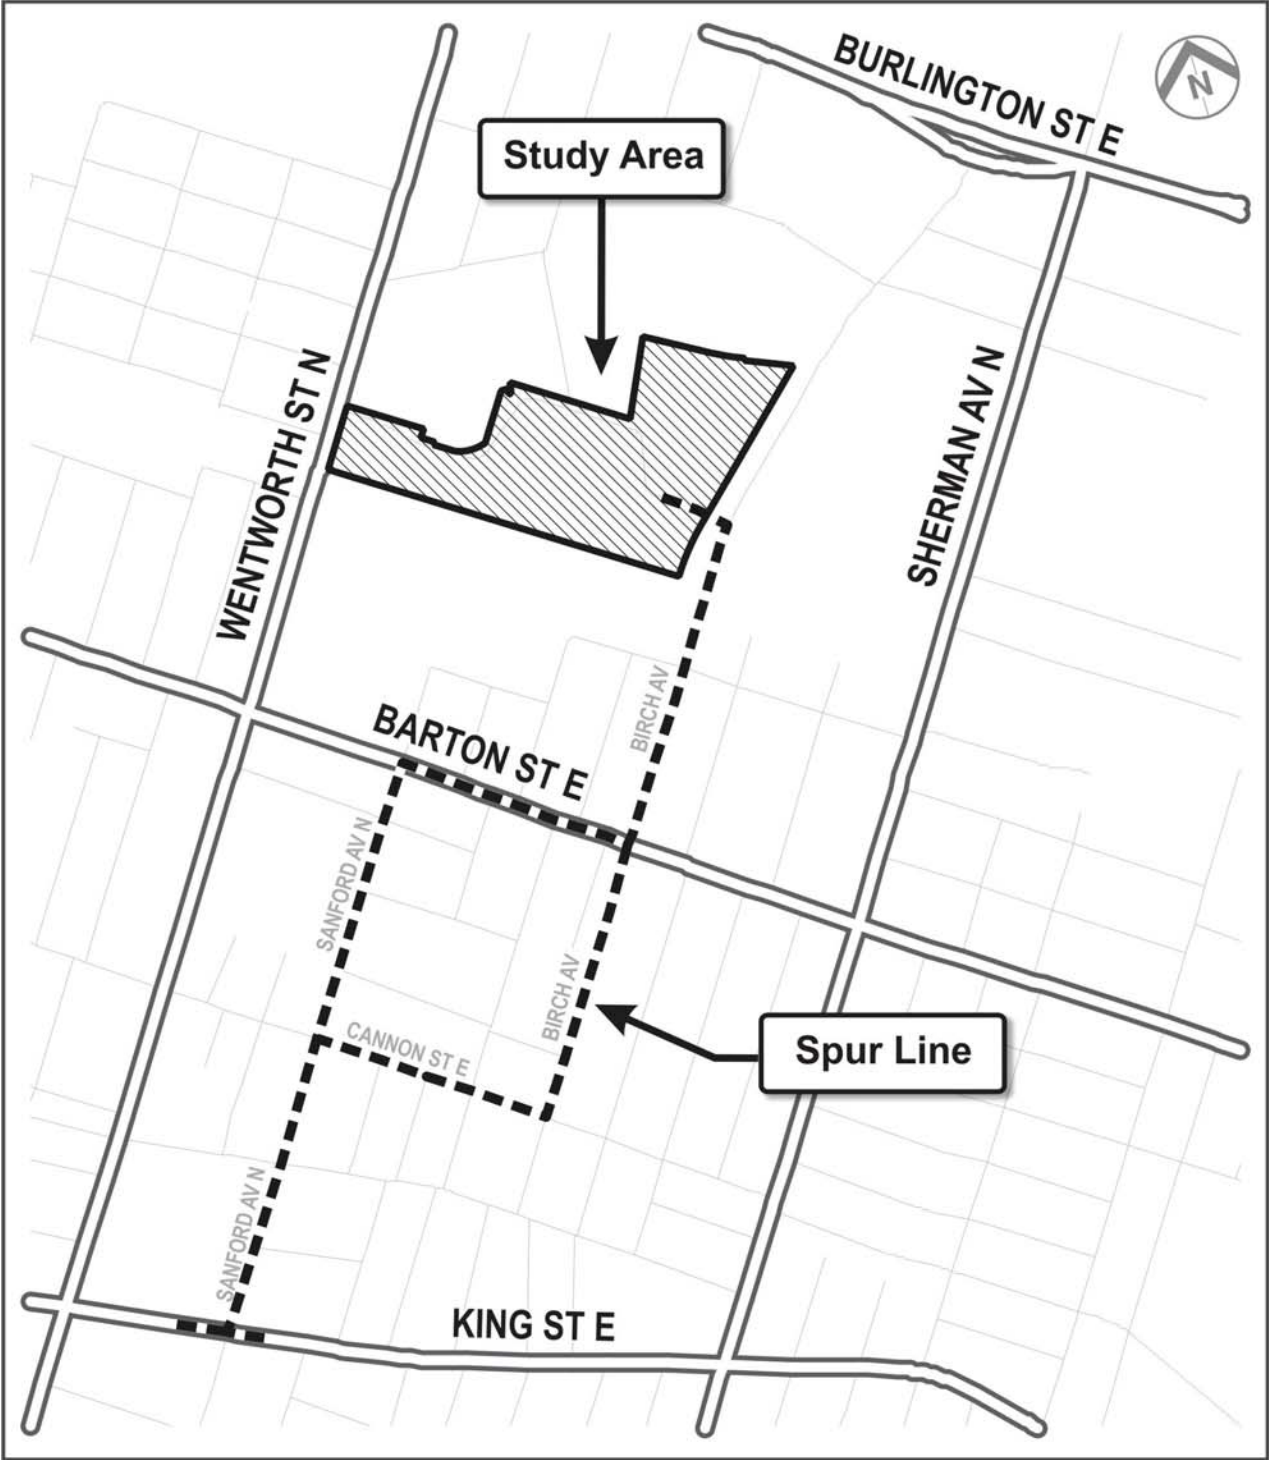 BURLINGTON ST E
N
Study Area
WENTWORTH ST N
SHERMAN AV N
BIRCH AV
BARTON ST E
SANFORD AV N
BIRCH AV
CANNON ST E
Spur Line
SANFORD AV N
KING ST E